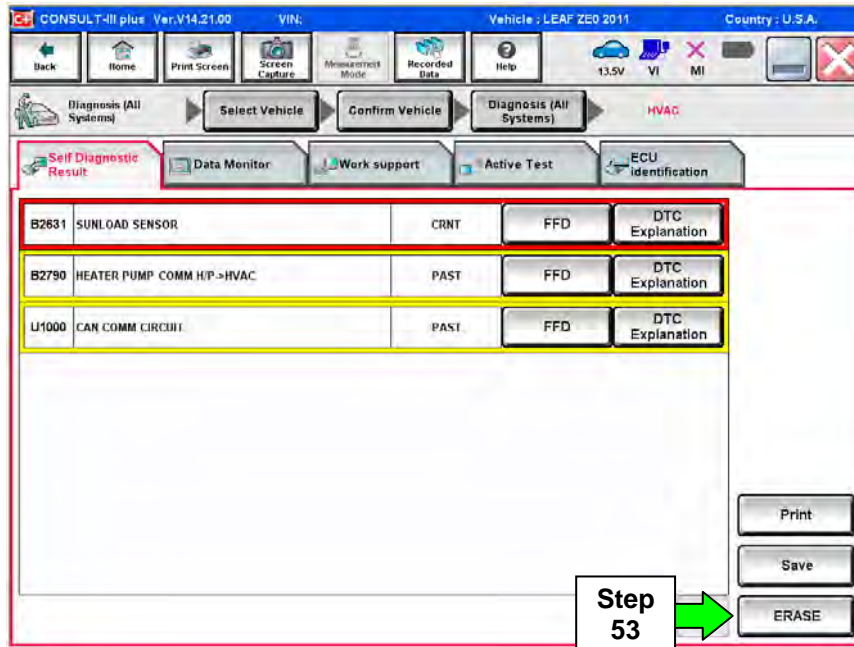 C+ CONSULT-III plus Ver.V14.21.00 VIN: Vehicle : LEAF ZE0 2011 Country : U.S.A.
Back
Home
Print Screen
Screen
Capture
Measurement
Mode
Recorded
Data
Help
13.5V
VI
MI
Diagnosis (All
Systems)
Select Vehicle
Confirm Vehicle
Diagnosis (All
Systems)
HVAC
Self Diagnostic
Result
Data Monitor
Work support
Active Test
ECU
identification
B2631 SUNLOAD SENSOR CRNT FFD DTC
Explanation
B2790 HEATER PUMP COMM H/P->HVAC PAST FFD DTC
Explanation
U1000 CAN COMM CIRCUIT PAST FFD DTC
Explanation
Print
Save
Step
53
ERASE